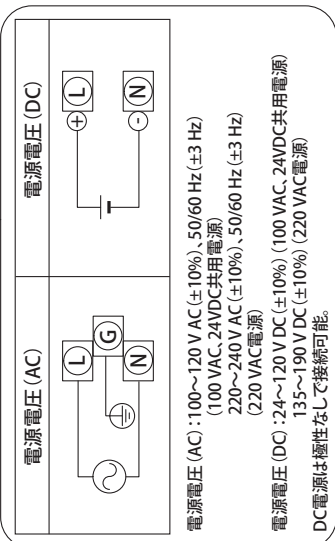 電源電圧（AC）
L
G
N
電源電圧（DC）
+
L
-
N
電源電圧（AC）：100～120 V AC（±10%）、50/60 Hz（±3 Hz）
（100 VAC、24VDC共用電源）
220～240 V AC（±10%）、50/60 Hz（±3 Hz）
（220 VAC電源）
電源電圧（DC）：24～120 V DC（±10%）（100 VAC、24VDC共用電源）
135～190 V DC（±10%）（220 VAC電源）
DC電源は極性なしで接続可能。